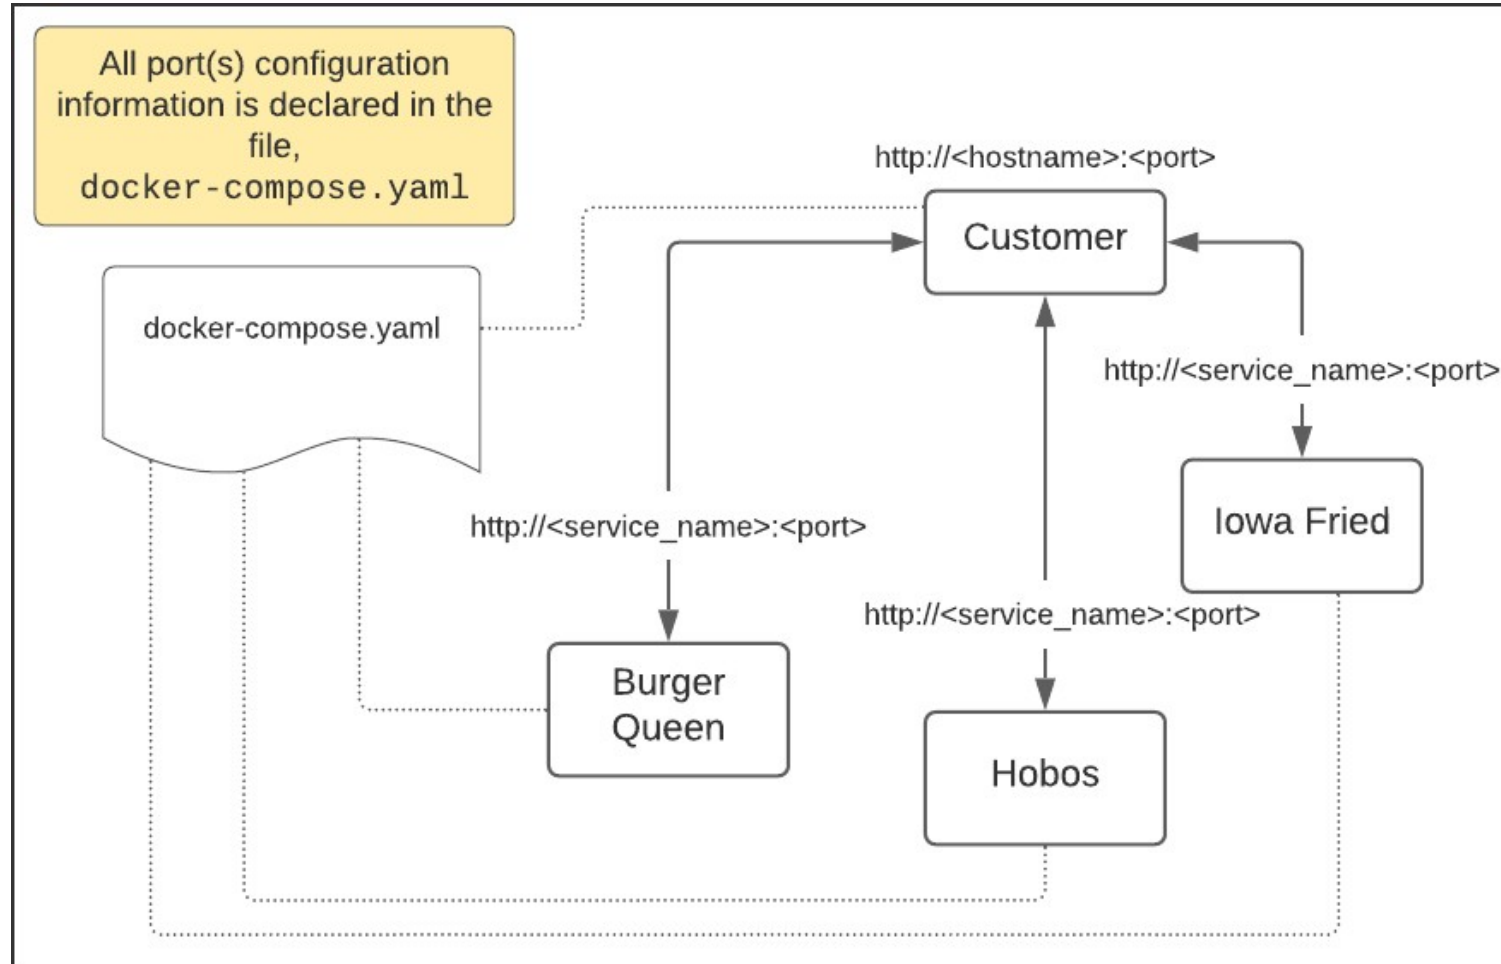 All port(s) configuration
information is declared in the
file,
docker-compose.yaml
http://<hostname>:<port>
Customer
docker-compose.yaml
http://<service_name>:<port>
Iowa Fried
http://<service_name>:<port>
http://<service_name>:<port>
Burger
Queen
Hobos